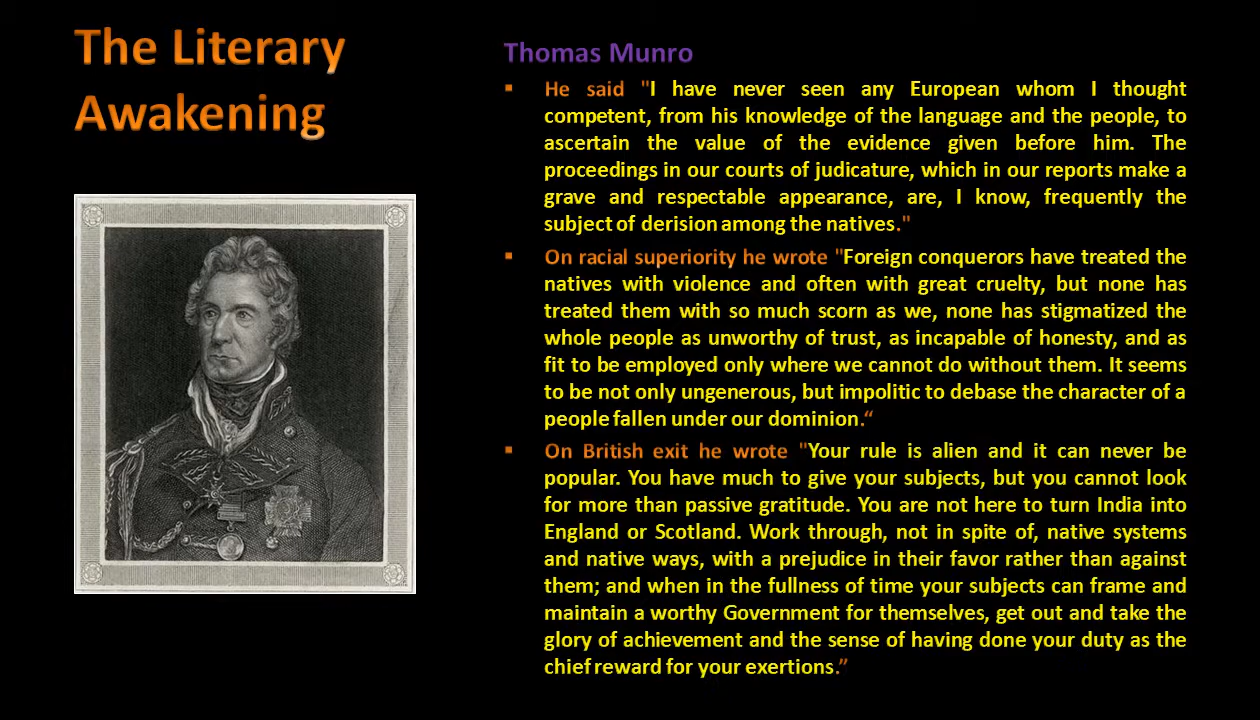 The Literary
Awakening
Thomas Munro
▪ He said "I have never seen any European whom I thought
competent, from his knowledge of the language and the people, to
ascertain the value of the evidence given before him. The
proceedings in our courts of judicature, which in our reports make a
grave and respectable appearance, are, I know, frequently the
subject of derision among the natives."
▪ On racial superiority he wrote "Foreign conquerors have treated the
natives with violence and often with great cruelty, but none has
treated them with so much scorn as we, none has stigmatized the
whole people as unworthy of trust, as incapable of honesty, and as
fit to be employed only where we cannot do without them. It seems
to be not only ungenerous, but impolitic to debase the character of a
people fallen under our dominion.“
▪ On British exit he wrote "Your rule is alien and it can never be
popular. You have much to give your subjects, but you cannot look
for more than passive gratitude. You are not here to turn India into
England or Scotland. Work through, not in spite of, native systems
and native ways, with a prejudice in their favor rather than against
them; and when in the fullness of time your subjects can frame and
maintain a worthy Government for themselves, get out and take the
glory of achievement and the sense of having done your duty as the
chief reward for your exertions.”